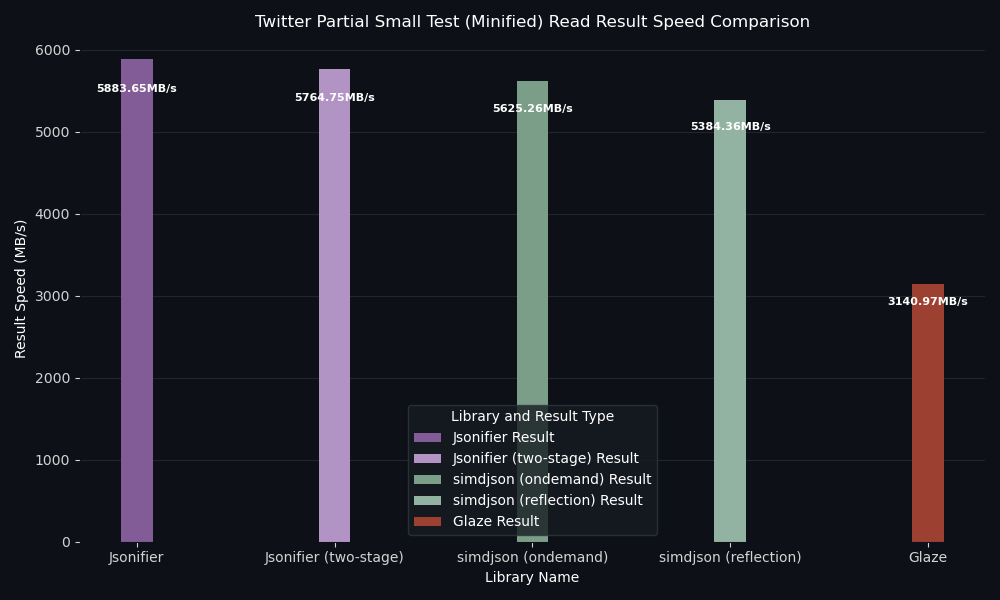 Twitter Partial Small Test (Minified) Read Result Speed Comparison
6000
5883.65MB/s
5764.75MB/s
5625.26MB/s
5384.36MB/s
5000
4000
3000
3140.97MB/s
2000
1000
0
Result Speed (MB/s)
Library and Result Type
Jsonifier Result
Jsonifier (two-stage) Result
simdjson (ondemand) Result
simdjson (reflection) Result
Glaze Result
Jsonifier
Jsonifier (two-stage)
simdjson (ondemand)
simdjson (reflection)
Glaze
Library Name